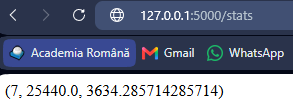 127.0.0.1:5000/stats
Academia Română Gmail WhatsApp
(7, 25440.0, 3634.285714285714)